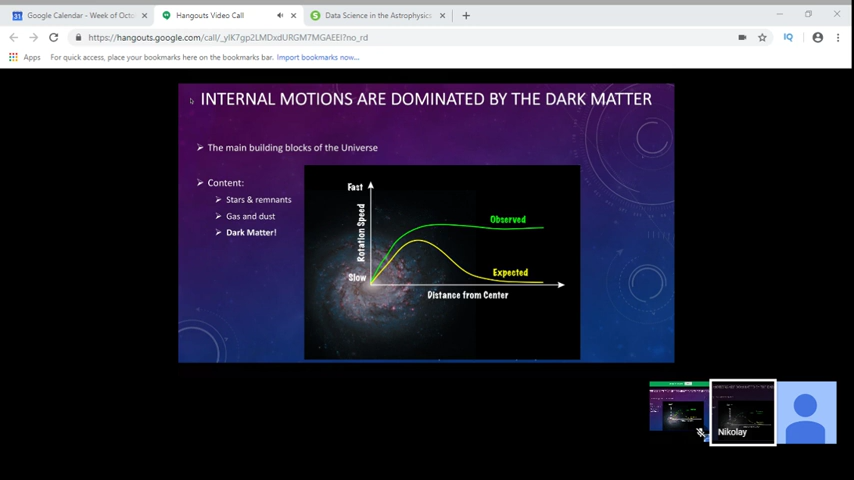 Google Calendar - Week of Octo
Hangouts Video Call
Data Science in the Astrophysics
https://hangouts.google.com/call/_ylK7gp2LMDxdURGM7MGAEEI?no_rd
IQ
Apps
For quick access, place your bookmarks here on the bookmarks bar. Import bookmarks now...
INTERNAL MOTIONS ARE DOMINATED BY THE DARK MATTER
The main building blocks of the Universe
Content:
Stars & remnants
Gas and dust
Dark Matter!
Fast
Rotation Speed
Slow
Observed
Expected
Distance from Center
Nikolay